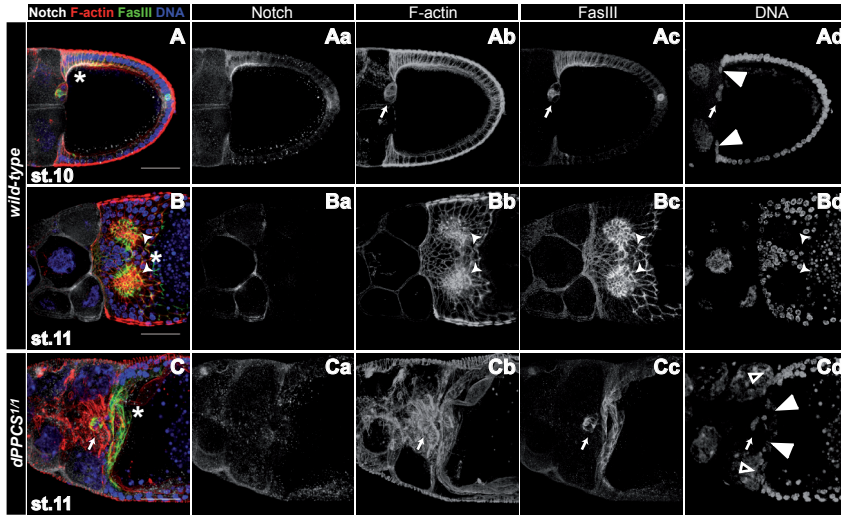 Notch F-actin FasIII DNA
Notch
F-actin
FasIII
DNA
wild-type
A
*
st.10
Aa
Ab
Ac
Ad
B
*
st.11
Ba
Bb
Bc
Bd
dPPCS1/1
C
*
st.11
Ca
Cb
Cc
Cd